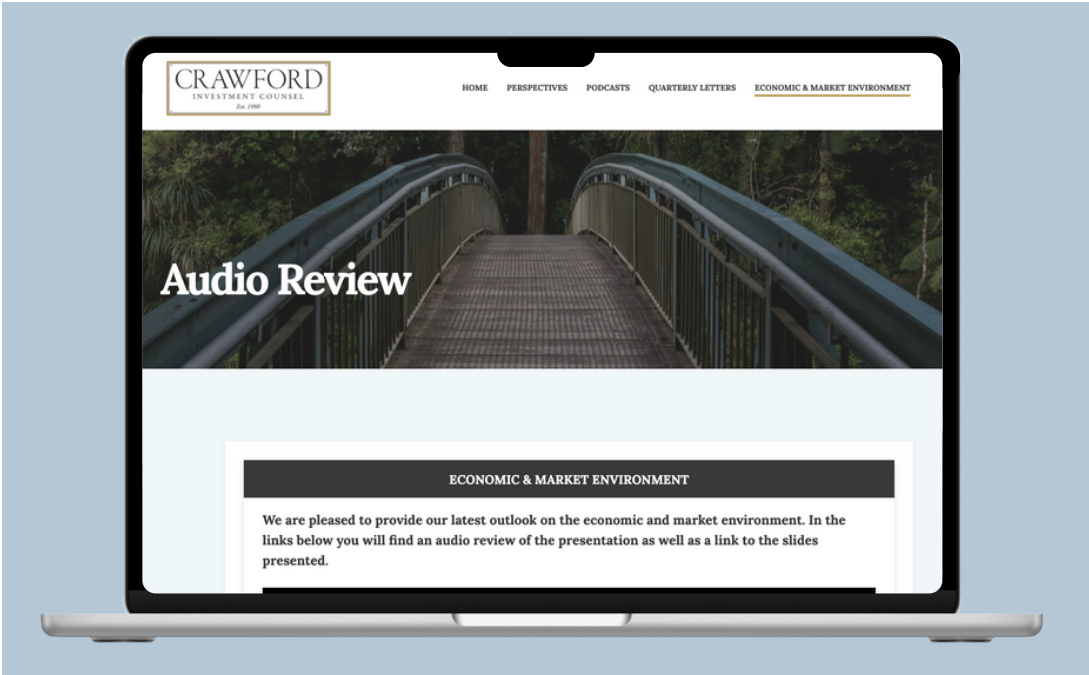 CRAWFORD
INVESTMENT COUNSEL
Est. 1980
HOME PERSPECTIVES PODCASTS QUARTERLY LETTERS ECONOMIC & MARKET ENVIRONMENT
Audio Review
ECONOMIC & MARKET ENVIRONMENT
We are pleased to provide our latest outlook on the economic and market environment. In the
links below you will find an audio review of the presentation as well as a link to the slides
presented.